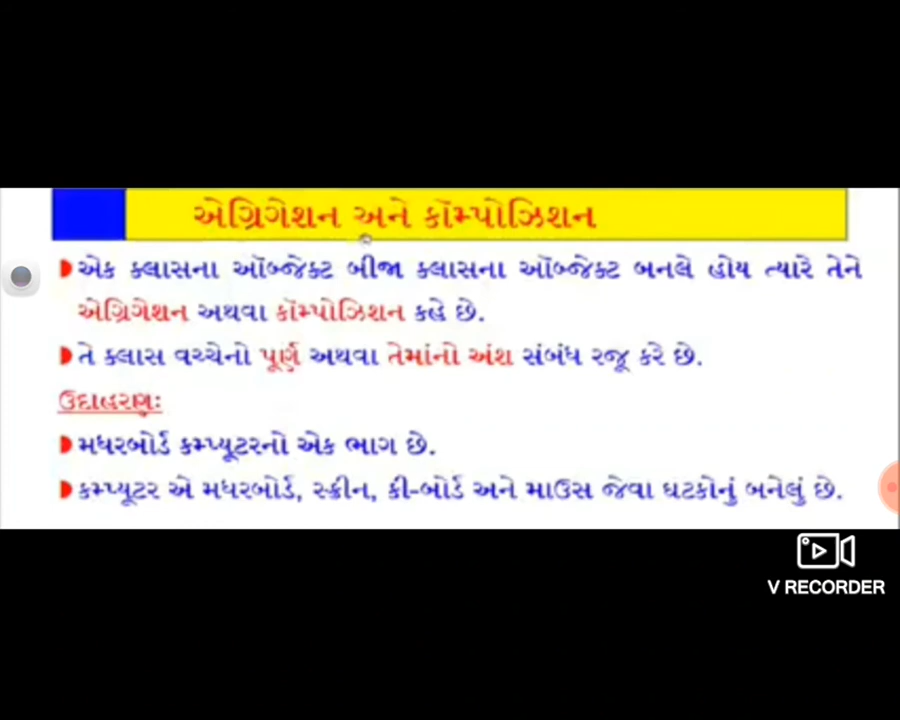 એગ્રિગેશન અને કૉમ્પોઝિશન
એક ક્લાસના ઑબ્જેક્ટ બીજા ક્લાસના ઑબ્જેક્ટ બનલે હોય ત્યારે તેને
એગ્રિગેશન અથવા કૉમ્પોઝિશન કહે છે.
તે ક્લાસ વચ્ચેનો પૂર્ણ અથવા તેમાંનો અંશ સંબંધ રજૂ કરે છે.
ઉદાહરણઃ
મધરબોર્ડ કમ્પ્યૂટરનો એક ભાગ છે.
કમ્પ્યૂટર એ મધરબોર્ડ, સ્ક્રીન, કી-બોર્ડ અને માઉસ જેવા ઘટકોનું બનેલું છે.
V RECORDER